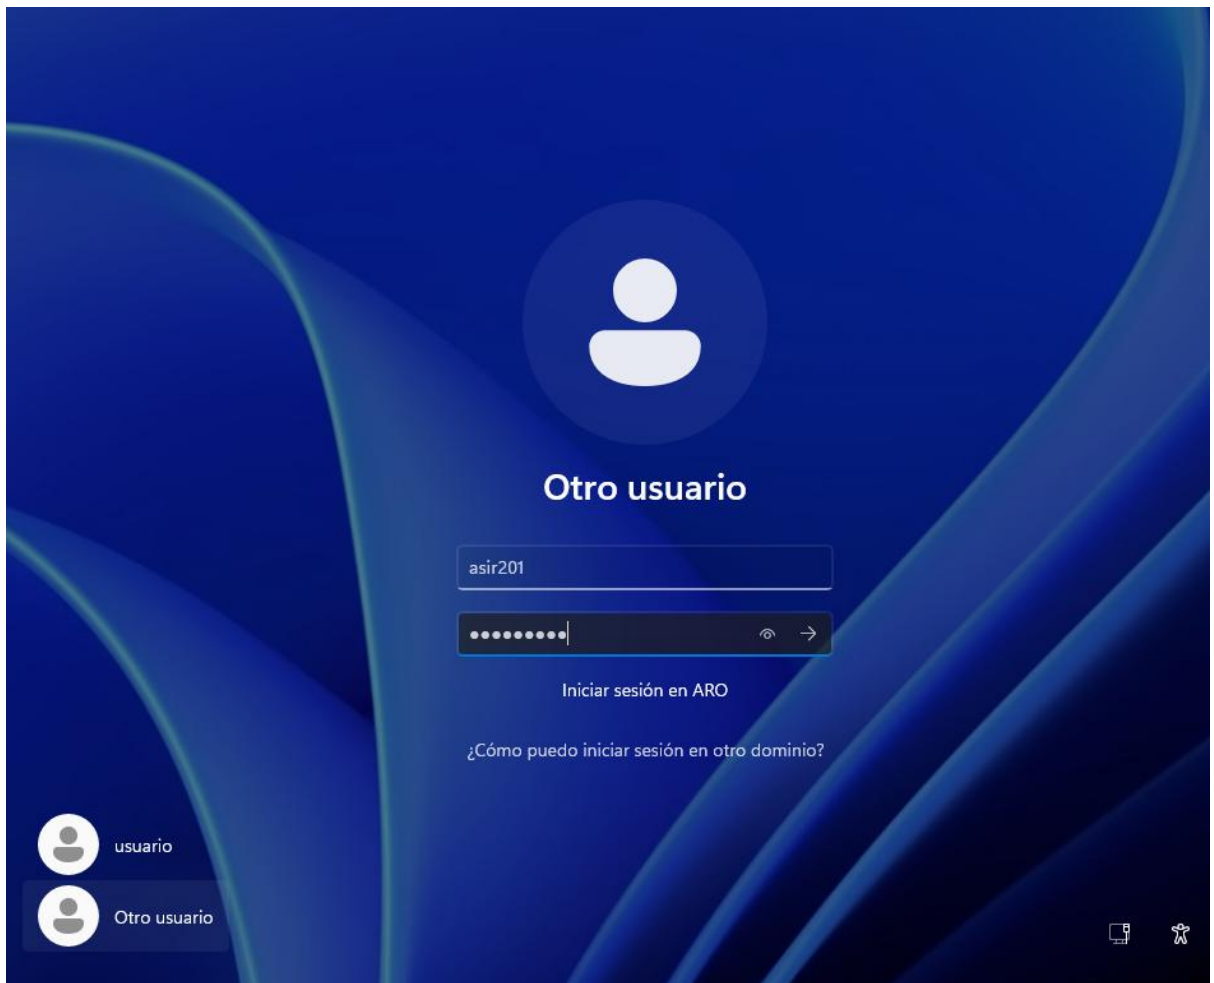 Otro usuario
asir201
Iniciar sesión en ARO
¿Cómo puedo iniciar sesión en otro dominio?
usuario
Otro usuario